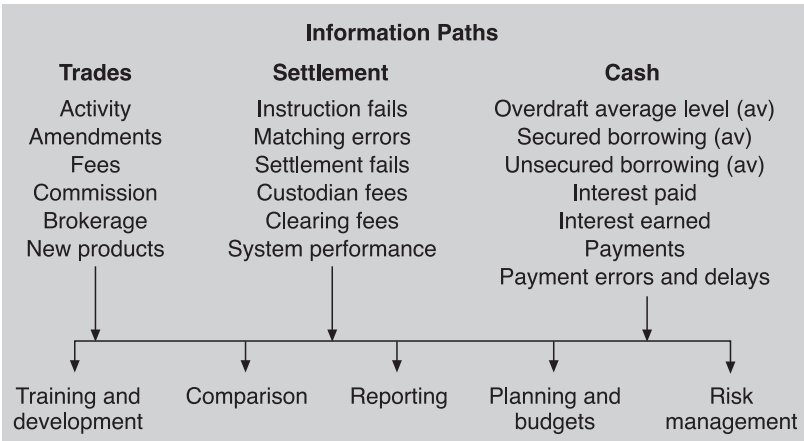 Information Paths
Trades
Activity
Amendments
Fees
Commission
Brokerage
New products
Settlement
Instruction fails
Matching errors
Settlement fails
Custodian fees
Clearing fees
System performance
Cash
Overdraft average level (av)
Secured borrowing (av)
Unsecured borrowing (av)
Interest paid
Interest earned
Payments
Payment errors and delays
Training and
development
Comparison
Reporting
Planning and
budgets
Risk
management